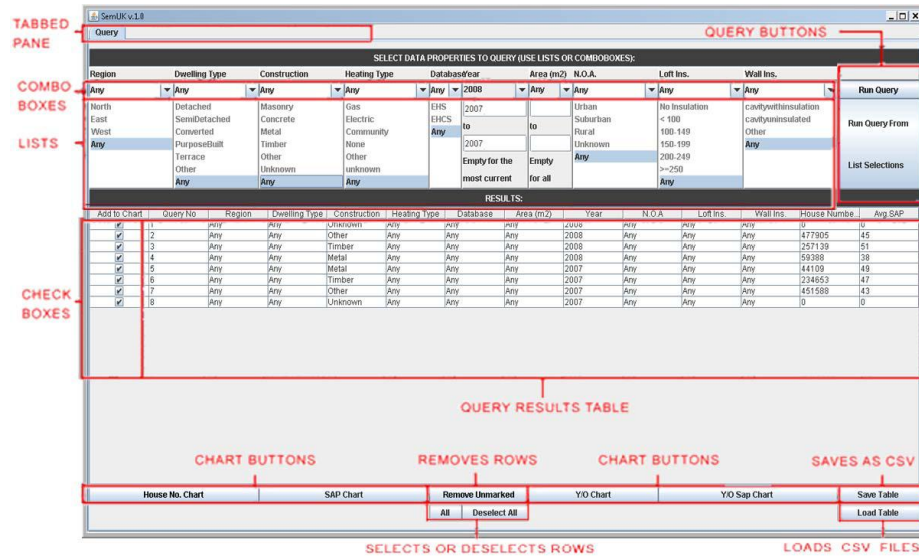 SemUK v.1.0
TABBED PANE
Query
QUERY BUTTONS
SELECT DATA PROPERTIES TO QUERY (USE LISTS OR COMBOBOXES):
Region Dwelling Type Construction Heating Type Database Year Area (m2) N.O.A. Loft Ins. Wall Ins.
COMBO BOXES
Any Any Any Any Any 2008 Any Any Any Any Run Query
LISTS
North Detached Masonry Gas EHS 2007 Urban No Insulation cavitywithinsulation
East SemiDetached Concrete Electric EHCS Suburban < 100 cavityuninsulated
West Converted Metal Community Any to to Rural 100-149 Other Run Query From
Any PurposeBuilt Timber None 2007 Unknown 150-199 Any
Terrace Other Other Empty for the Empty Any 200-249
Other Unknown unknown >=250 List Selections
Any Any Any most current for all Any
RESULTS:
Add to Chart Query No Region Dwelling Type Construction Heating Type Database Area (m2) Year N.O.A Loft Ins. Wall Ins. House Numbe... Avg.SAP
1 Any Any Unknown Any Any Any 2008 Any Any Any 0 0
2 Any Any Other Any Any Any 2008 Any Any Any 477905 45
3 Any Any Timber Any Any Any 2008 Any Any Any 257139 51
4 Any Any Metal Any Any Any 2008 Any Any Any 59388 38
5 Any Any Metal Any Any Any 2007 Any Any Any 44109 49
6 Any Any Timber Any Any Any 2007 Any Any Any 234653 47
7 Any Any Other Any Any Any 2007 Any Any Any 451588 43
8 Any Any Unknown Any Any Any 2007 Any Any Any 0 0
CHECK BOXES
QUERY RESULTS TABLE
CHART BUTTONS REMOVES ROWS CHART BUTTONS SAVES AS CSV
House No. Chart SAP Chart Remove Unmarked Y/O Chart Y/O Sap Chart Save Table
All Deselect All Load Table
SELECTS OR DESELECTS ROWS LOADS CSV FILES